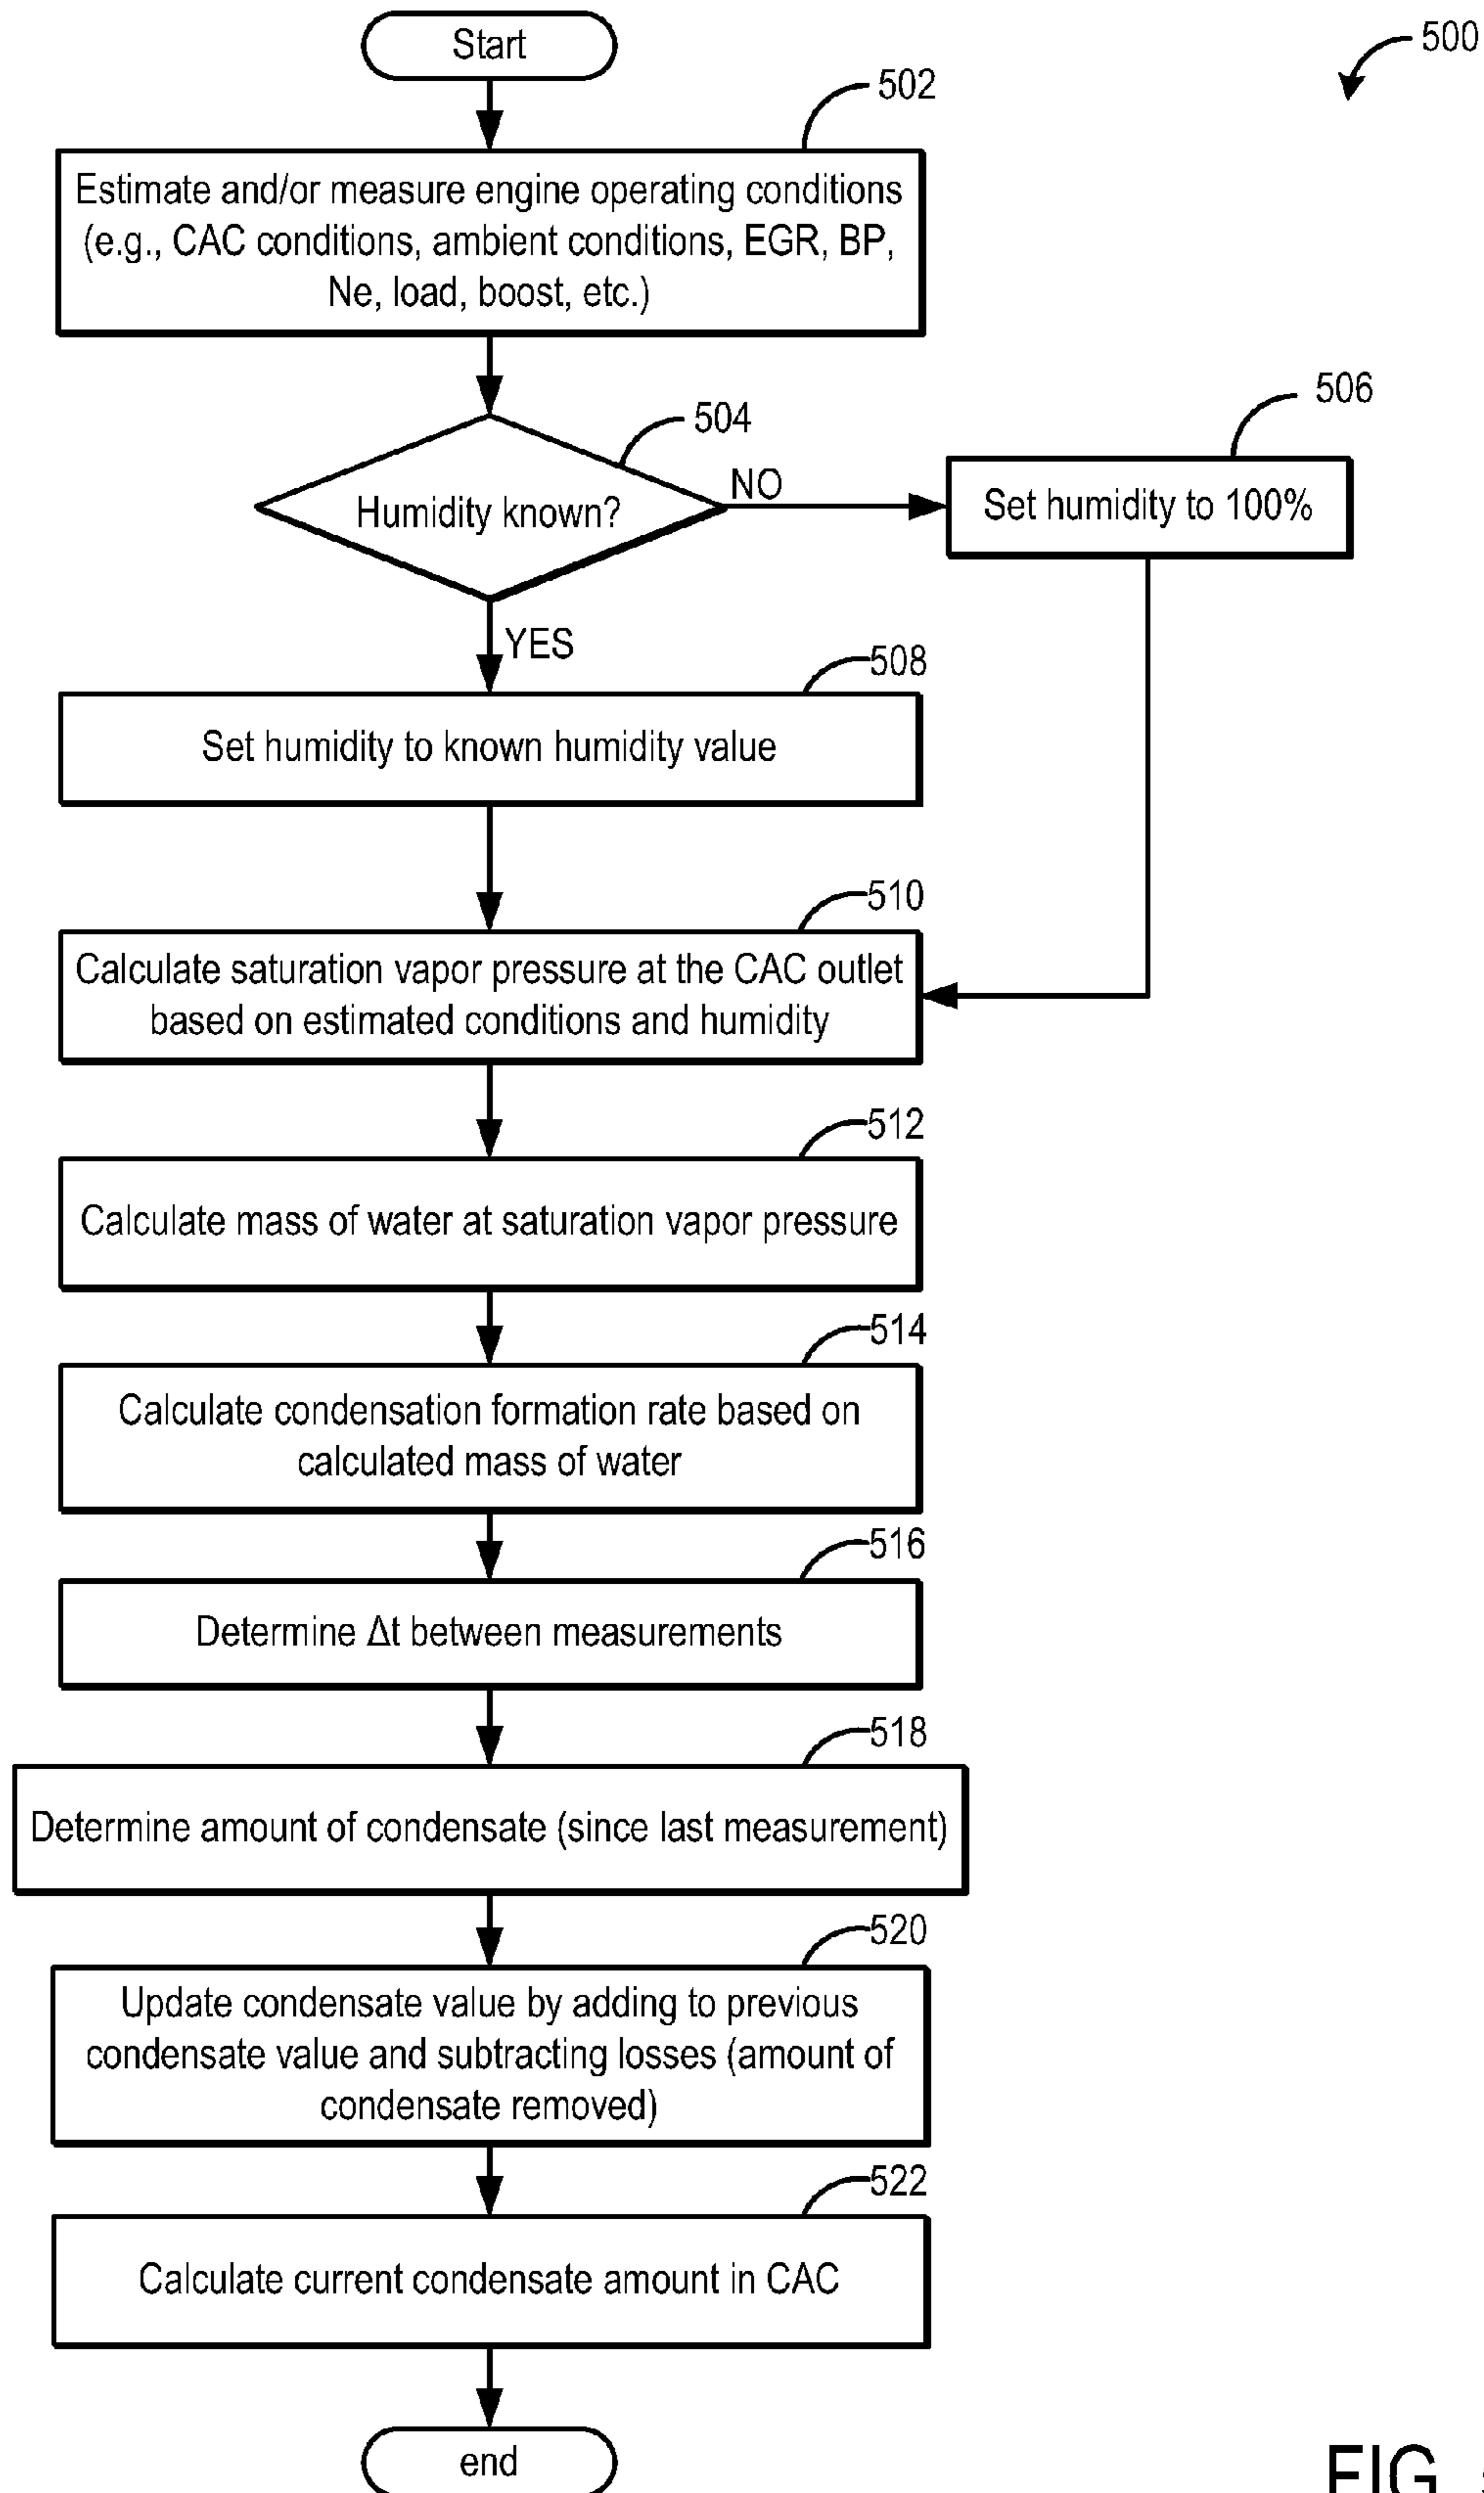 Start
500
502
Estimate and/or measure engine operating conditions
(e.g., CAC conditions, ambient conditions, EGR, BP,
Ne, load, boost, etc.)
504
Humidity known?
NO
506
Set humidity to 100%
YES
508
Set humidity to known humidity value
510
Calculate saturation vapor pressure at the CAC outlet
based on estimated conditions and humidity
512
Calculate mass of water at saturation vapor pressure
514
Calculate condensation formation rate based on
calculated mass of water
516
Determine Δt between measurements
518
Determine amount of condensate (since last measurement)
520
Update condensate value by adding to previous
condensate value and subtracting losses (amount of
condensate removed)
522
Calculate current condensate amount in CAC
end
FIG.